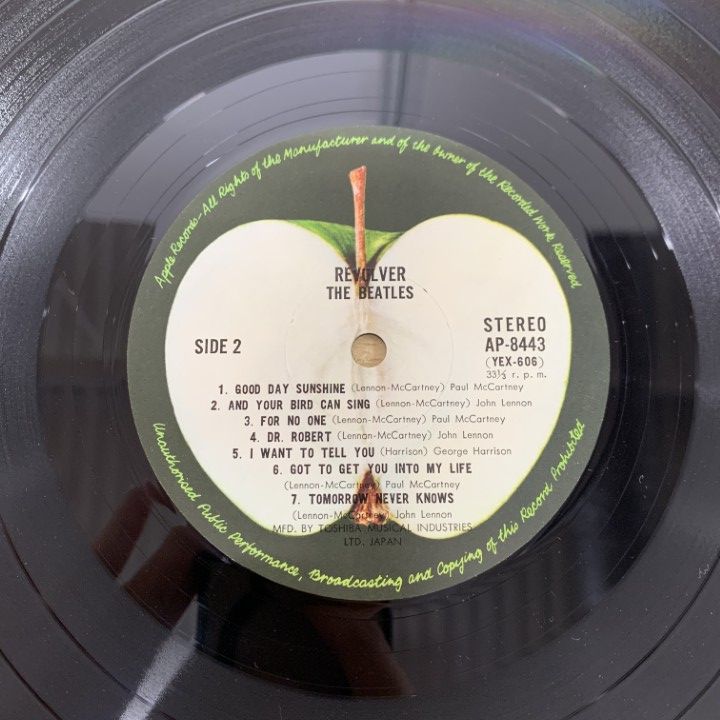 Apple Records-All Rights of the Manufacturer and of the Owner of the Recorded Work Reserved
REVOLVER
THE BEATLES
SIDE 2
STEREO
AP-8443
(YEX-606)
33⅓ r. p. m.
1. GOOD DAY SUNSHINE (Lennon-McCartney) Paul McCartney
2. AND YOUR BIRD CAN SING (Lennon-McCartney) John Lennon
3. FOR NO ONE (Lennon-McCartney) Paul McCartney
4. DR. ROBERT (Lennon-McCartney) John Lennon
5. I WANT TO TELL YOU (Harrison) George Harrison
6. GOT TO GET YOU INTO MY LIFE
(Lennon-McCartney) Paul McCartney
7. TOMORROW NEVER KNOWS
(Lennon-McCartney) John Lennon
MFD. BY TOSHIBA MUSICAL INDUSTRIES
LTD. JAPAN
Unauthorised Public Performance, Broadcasting and Copying of this Record Prohibited